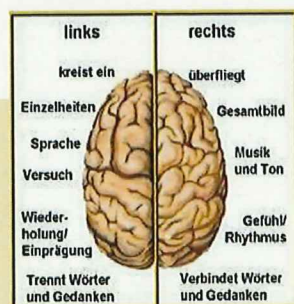 links
kreist ein
Einzelheiten
Sprache
Versuch
Wieder-
holung/
Einprägung
Trennt Wörter
und Gedanken
rechts
überfliegt
Gesamtbild
Musik
und Ton
Gefühl/
Rhythmus
Verbindet Wörter
und Gedanken